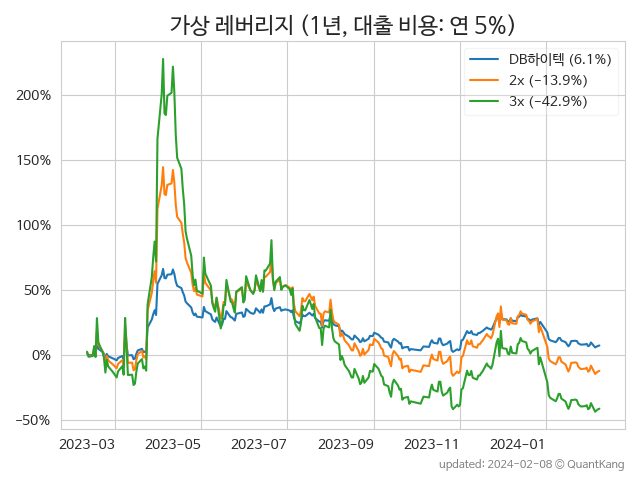 가상 레버리지 (1년, 대출 비용: 연 5%)
DB하이텍 (6.1%)
2x (−13.9%)
3x (−42.9%)
200%
150%
100%
50%
0%
−50%
2023-03 2023-05 2023-07 2023-09 2023-11 2024-01
updated: 2024-02-08 © QuantKang